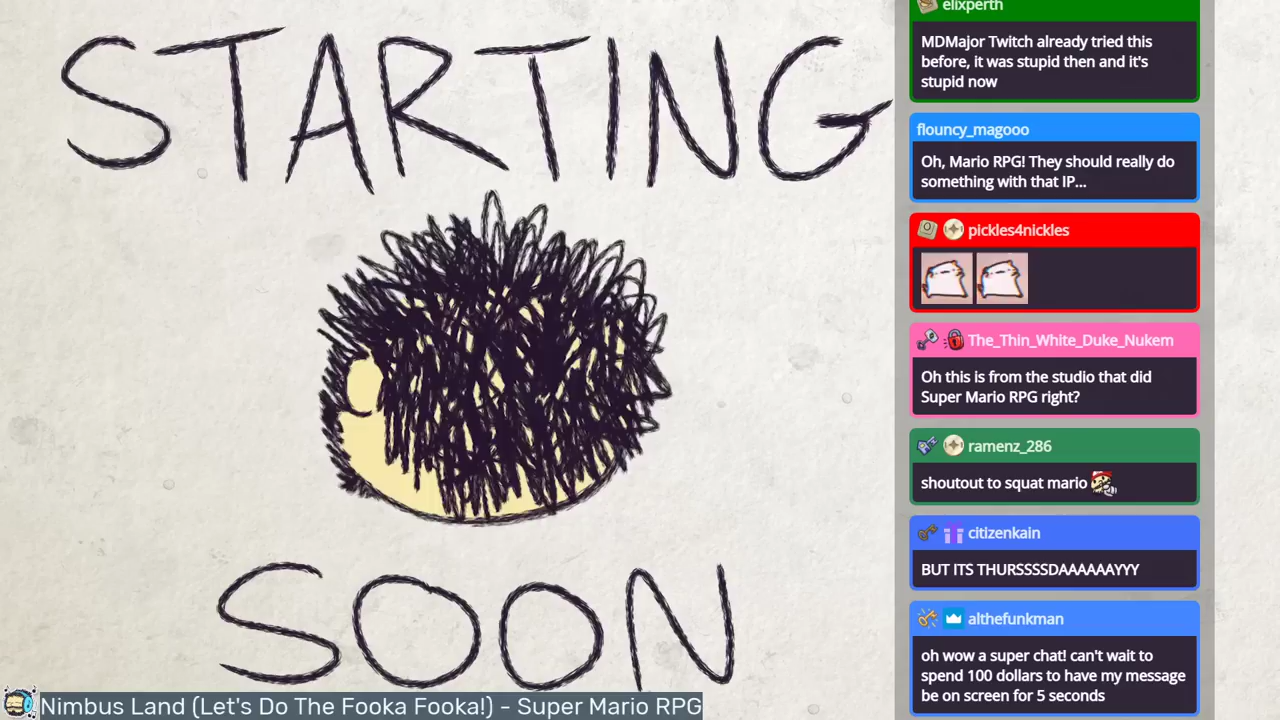 STARTING
SOON
Nimbus Land (Let's Do The Fooka Fooka!) - Super Mario RPG
elixperth
MDMajor Twitch already tried this
before, it was stupid then and it's
stupid now
flouncy_magooo
Oh, Mario RPG! They should really do
something with that IP...
pickles4nickles
The_Thin_White_Duke_Nukem
Oh this is from the studio that did
Super Mario RPG right?
ramenz_286
shoutout to squat mario
citizenkain
BUT ITS THURSSSSDAAAAAAYYY
althefunkman
oh wow a super chat! can't wait to
spend 100 dollars to have my message
be on screen for 5 seconds